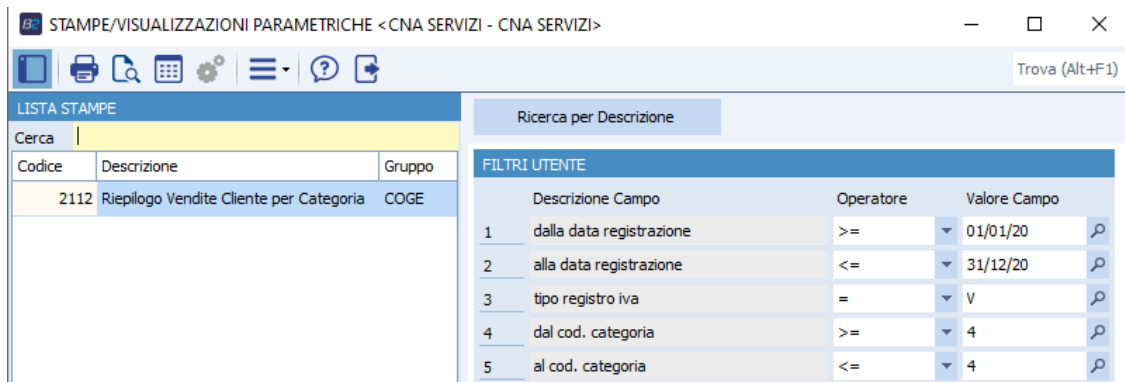 B2 STAMPE/VISUALIZZAZIONI PARAMETRICHE <CNA SERVIZI - CNA SERVIZI>
Trova (Alt+F1)
LISTA STAMPE
Cerca
Codice Descrizione Gruppo
2112 Riepilogo Vendite Cliente per Categoria COGE
Ricerca per Descrizione
FILTRI UTENTE
Descrizione Campo Operatore Valore Campo
1 dalla data registrazione >= 01/01/20
2 alla data registrazione <= 31/12/20
3 tipo registro iva = V
4 dal cod. categoria >= 4
5 al cod. categoria <= 4